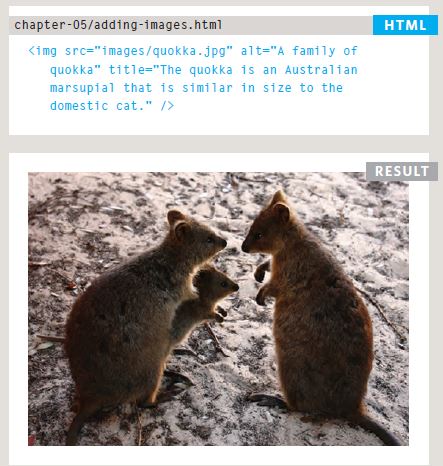 chapter-05/adding-images.html HTML
<img src="images/quokka.jpg" alt="A family of
quokka" title="The quokka is an Australian
marsupial that is similar in size to the
domestic cat." />
RESULT